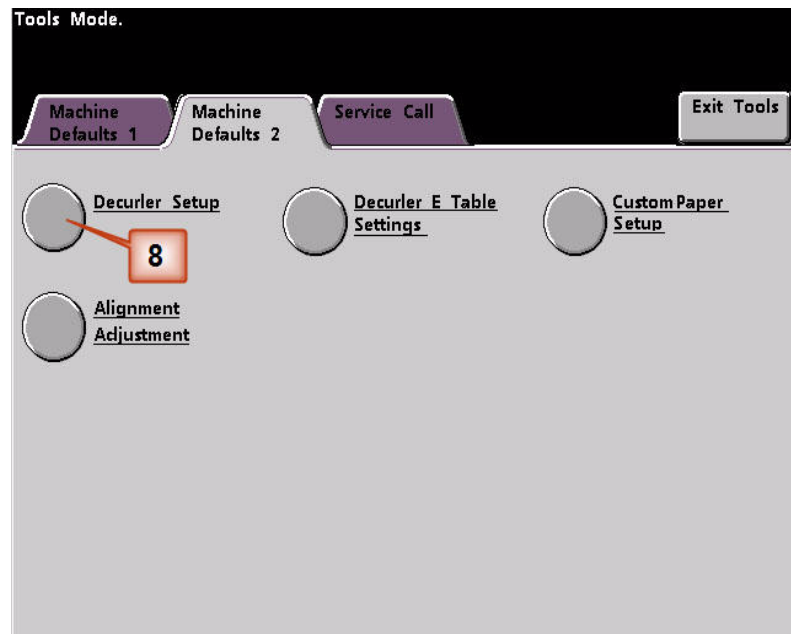 Tools Mode.
Machine
Defaults 1
Machine
Defaults 2
Service Call
Exit Tools
Decurler Setup
8
Decurler E Table
Settings
Custom Paper
Setup
Alignment
Adjustment